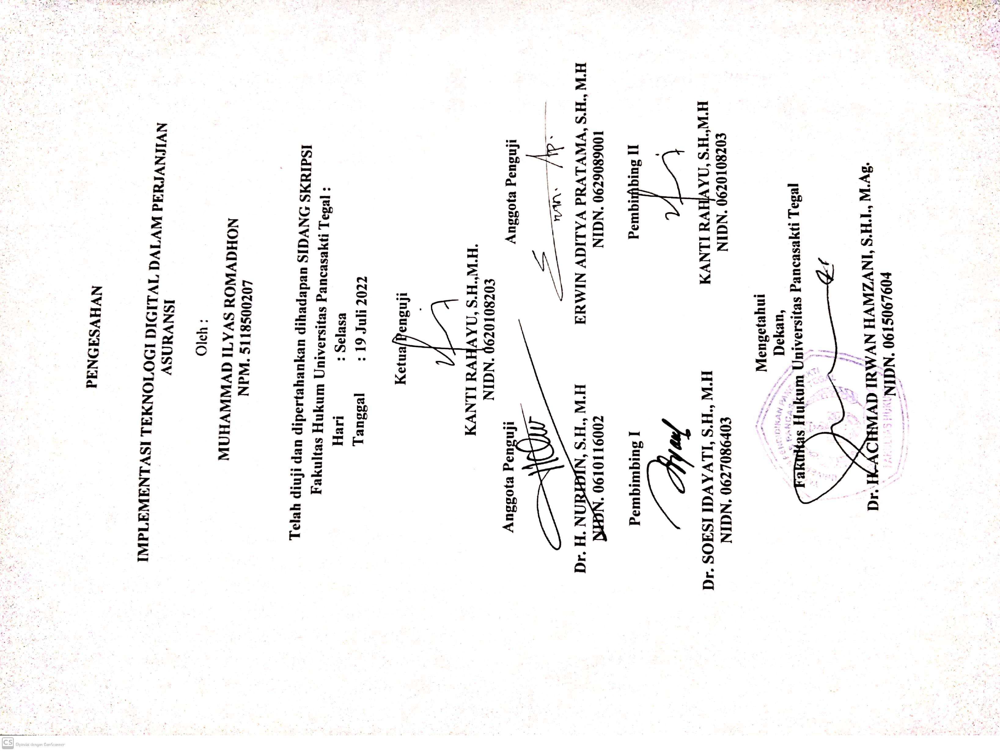 PENGESAHAN
IMPLEMENTASI TEKNOLOGI DIGITAL DALAM PERJANJIAN
ASURANSI
Oleh :
MUHAMMAD ILYAS ROMADHON
NPM. 5118500207
Telah diuji dan dipertahankan dihadapan SIDANG SKRIPSI
Fakultas Hukum Universitas Pancasakti Tegal :
Hari : Selasa
Tanggal : 19 Juli 2022
Ketua Penguji
KANTI RAHAYU, S.H.,M.H.
NIDN. 0620108203
Anggota Penguji
Dr. H. NURIDIN, S.H., M.H
NIDN. 0610116002
Anggota Penguji
ERWIN ADITYA PRATAMA, S.H., M.H
NIDN. 0629089001
Pembimbing I
Dr. SOESI IDAYATI, S.H., M.H
NIDN. 0627086403
Pembimbing II
KANTI RAHAYU, S.H.,M.H
NIDN. 0620108203
Mengetahui
Dekan,
Fakultas Hukum Universitas Pancasakti Tegal
Dr. H. ACHMAD IRWAN HAMZANI, S.H.I., M.Ag.
NIDN. 0615067604
CS Dipindai dengan CamScanner